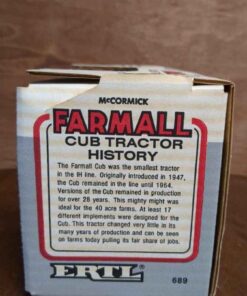 McCORMICK
FARMALL
CUB TRACTOR
HISTORY
The Farmall Cub was the smallest tractor
in the IH line. Originally introduced in 1947,
the Cub remained in the line until 1964.
Versions of the Cub remained in production
for over 28 years. This mighty might was
ideal for the 40 acre farms. At least 17
different implements were designed for the
Cub. This tractor changed very little in its
many years of production and can be seen
on farms today pulling its fair share of jobs.
ERTL
689